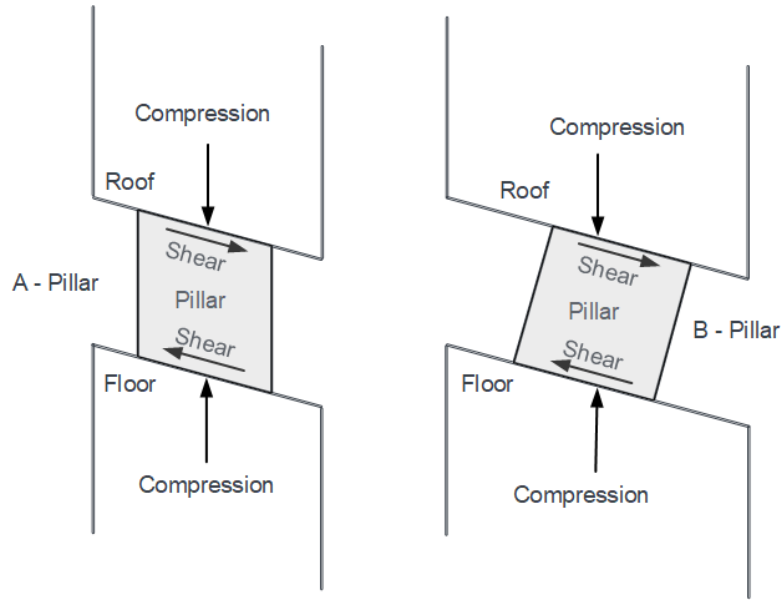 Compression
Roof
Shear
A - Pillar
Pillar
Shear
Floor
Compression
Compression
Roof
Shear
Pillar
B - Pillar
Shear
Floor
Compression